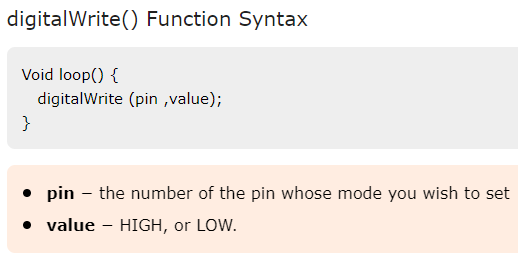 digitalWrite() Function Syntax
Void loop() {
digitalWrite (pin ,value);
}
• pin − the number of the pin whose mode you wish to set
• value − HIGH, or LOW.